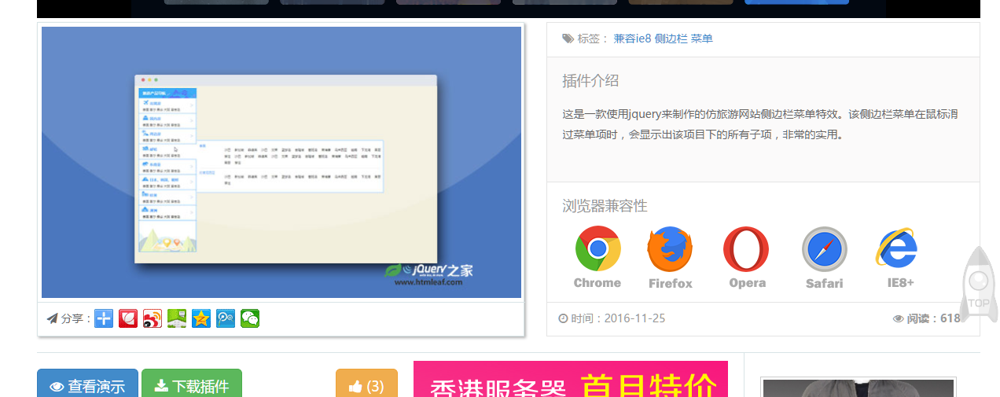 标签： 兼容ie8 侧边栏 菜单
插件介绍
这是一款使用jquery来制作的仿旅游网站侧边栏菜单特效。该侧边栏菜单在鼠标滑
过菜单项时，会显示出该项目下的所有子项，非常的实用。
浏览器兼容性
Chrome Firefox Opera Safari IE8+
TOP
jQuery之家
www.htmleaf.com
分享：
时间：2016-11-25
阅读：618
查看演示 下载插件 (3)
香港服务器 首月特价